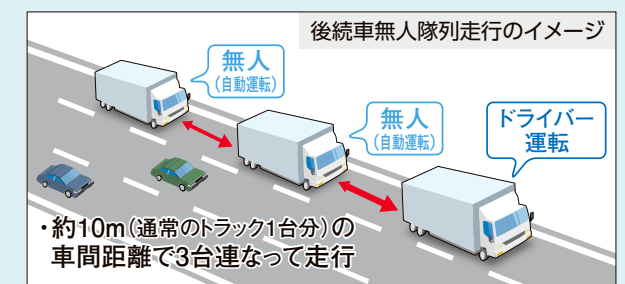 後続車無人隊列走行のイメージ
無人
（自動運転）
無人
（自動運転）
ドライバー
運転
・約10m（通常のトラック1台分）の
車間距離で3台連なって走行